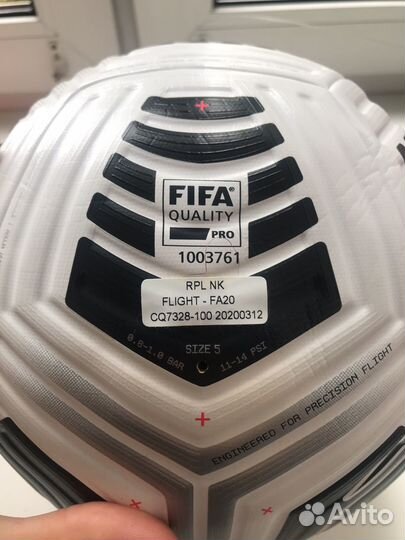 FIFA®
QUALITY
PRO
1003761
RPL NK
FLIGHT - FA20
CQ7328-100 20200312
SIZE 5
0.6-1.0 BAR
11-14 PSI
ENGINEERED FOR PRECISION FLIGHT
Avito